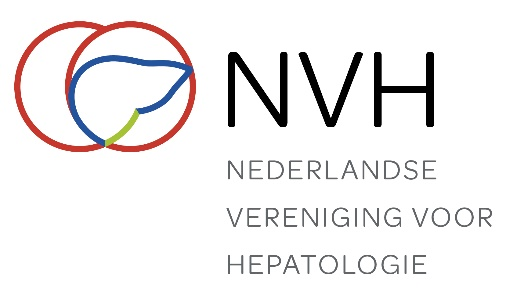 NVH
NEDERLANDSE
VERENIGING VOOR
HEPATOLOGIE